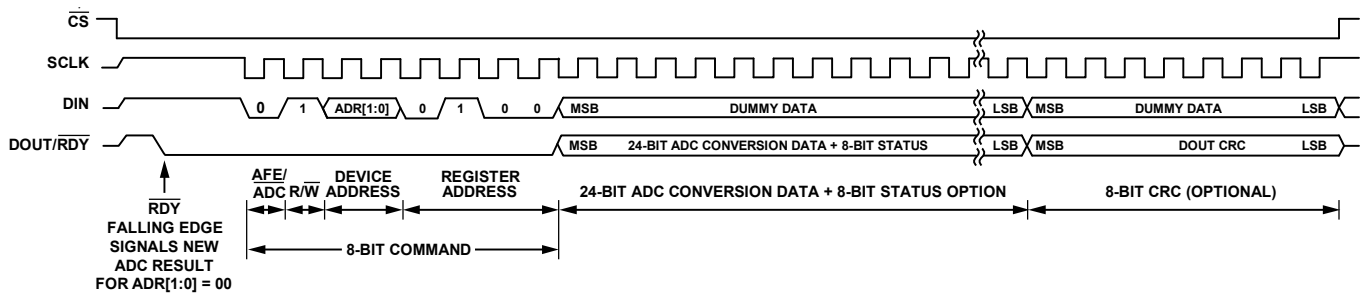 CS
SCLK
DIN
0 1 ADR[1:0] 0 1 0 0 MSB DUMMY DATA LSB MSB DUMMY DATA LSB
DOUT/RDY
MSB 24-BIT ADC CONVERSION DATA + 8-BIT STATUS LSB MSB DOUT CRC LSB
AFE/
ADC
R/W
DEVICE
ADDRESS
REGISTER
ADDRESS
24-BIT ADC CONVERSION DATA + 8-BIT STATUS OPTION
8-BIT CRC (OPTIONAL)
8-BIT COMMAND
RDY
FALLING EDGE
SIGNALS NEW
ADC RESULT
FOR ADR[1:0] = 00